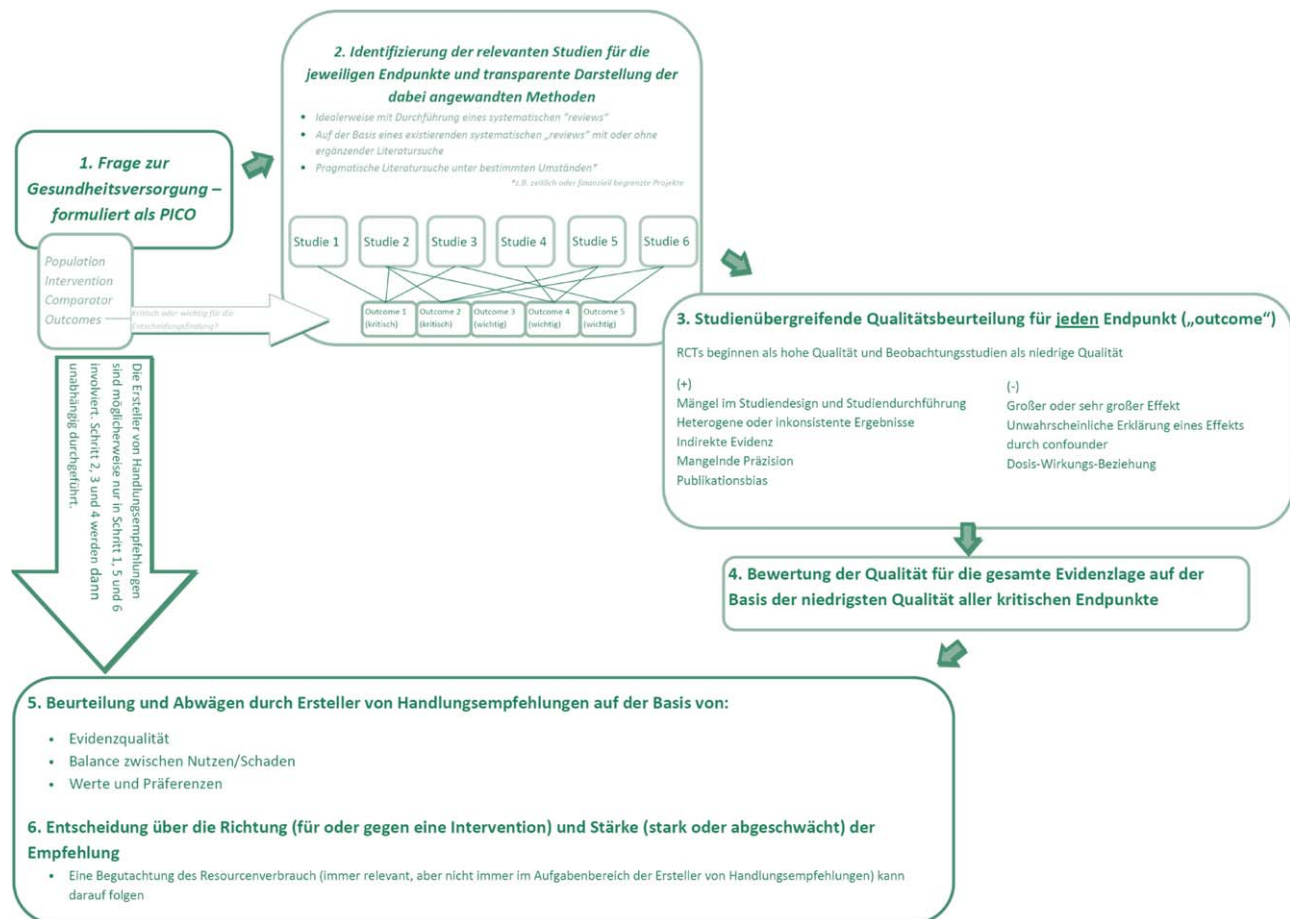 1. Frage zur
Gesundheitsversorgung –
formuliert als PICO
Population
Intervention
Comparator
Outcomes
Kritisch oder wichtig für die
Entscheidungsfindung?
2. Identifizierung der relevanten Studien für die
jeweiligen Endpunkte und transparente Darstellung der
dabei angewandten Methoden
• Idealerweise mit Durchführung eines systematischen "reviews"
• Auf der Basis eines existierenden systematischen „reviews" mit oder ohne
ergänzender Literatursuche
• Pragmatische Literatursuche unter bestimmten Umständen*
*z.B. zeitlich oder finanziell begrenzte Projekte
Studie 1
Studie 2
Studie 3
Studie 4
Studie 5
Studie 6
Outcome 1
(kritisch)
Outcome 2
(kritisch)
Outcome 3
(wichtig)
Outcome 4
(wichtig)
Outcome 5
(wichtig)
3. Studienübergreifende Qualitätsbeurteilung für jeden Endpunkt („outcome")
RCTs beginnen als hohe Qualität und Beobachtungsstudien als niedrige Qualität
(+)
Mängel im Studiendesign und Studiendurchführung
Heterogene oder inkonsistente Ergebnisse
Indirekte Evidenz
Mangelnde Präzision
Publikationsbias
(-)
Großer oder sehr großer Effekt
Unwahrscheinliche Erklärung eines Effekts
durch confounder
Dosis-Wirkungs-Beziehung
4. Bewertung der Qualität für die gesamte Evidenzlage auf der
Basis der niedrigsten Qualität aller kritischen Endpunkte
Die Ersteller von Handlungsempfehlungen
sind möglicherweise nur in Schritt 1, 5 und 6
involviert. Schritt 2, 3 und 4 werden dann
unabhängig durchgeführt.
5. Beurteilung und Abwägen durch Ersteller von Handlungsempfehlungen auf der Basis von:
• Evidenzqualität
• Balance zwischen Nutzen/Schaden
• Werte und Präferenzen
6. Entscheidung über die Richtung (für oder gegen eine Intervention) und Stärke (stark oder abgeschwächt) der
Empfehlung
• Eine Begutachtung des Resourcenverbrauch (immer relevant, aber nicht immer im Aufgabenbereich der Ersteller von Handlungsempfehlungen) kann
darauf folgen